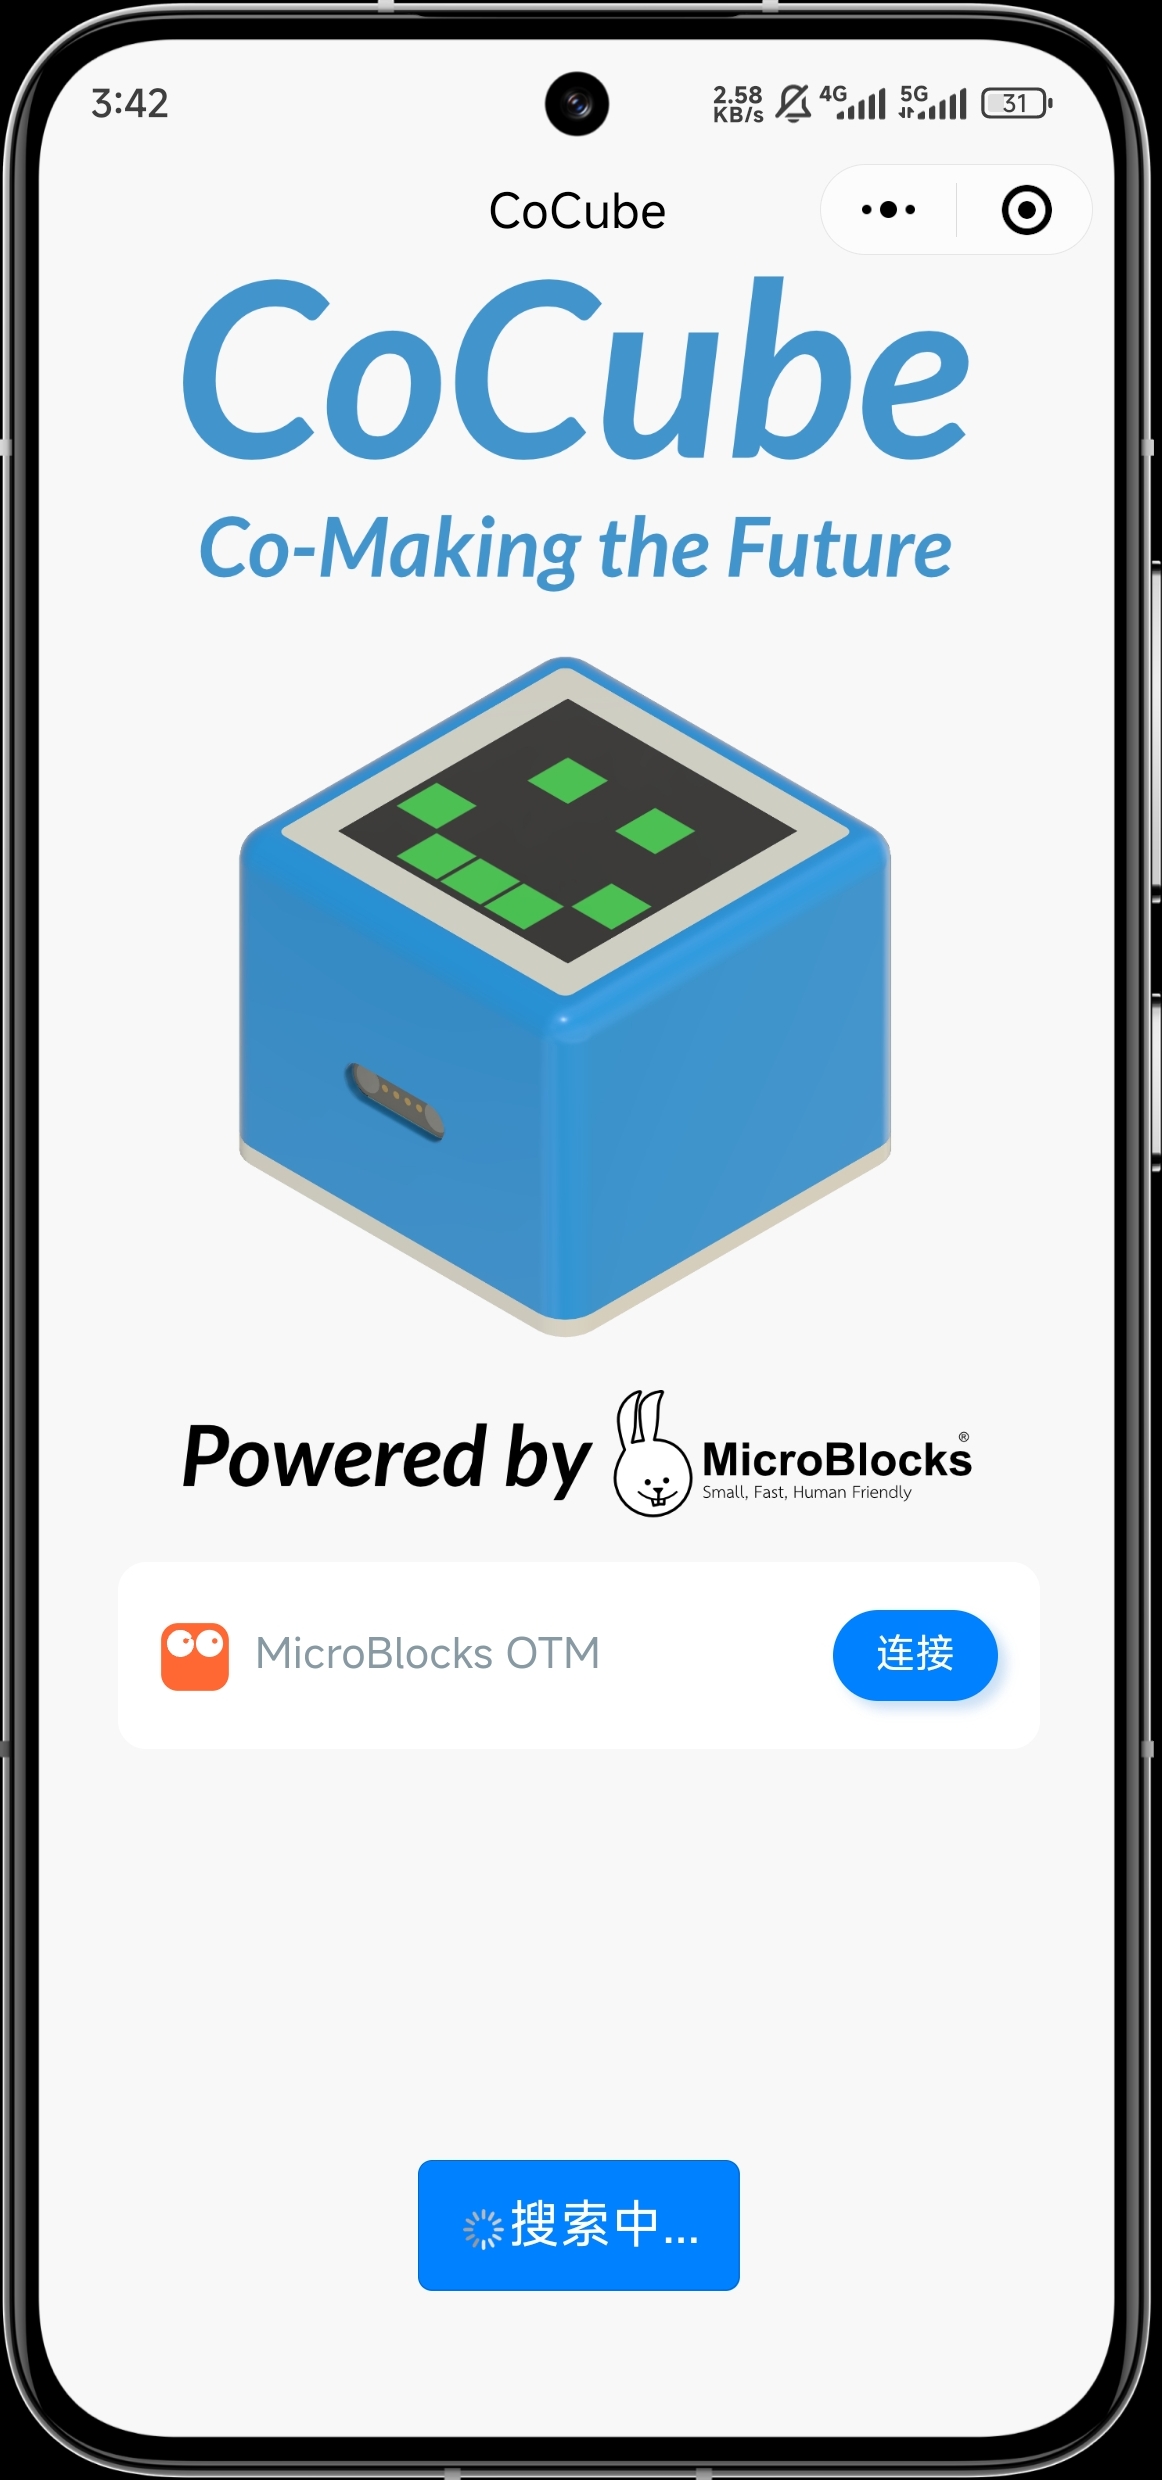 3:42
2.58
KB/s
4G
5G
31
CoCube
CoCube
Co-Making the Future
Powered by
MicroBlocks®
Small, Fast, Human Friendly
MicroBlocks OTM
连接
搜索中...